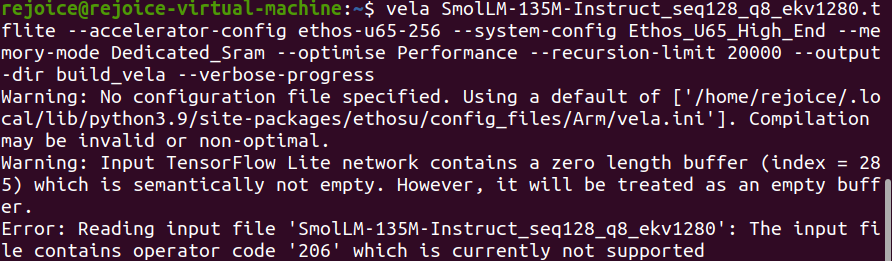 rejoice@rejoice-virtual-machine:~$ vela SmolLM-135M-Instruct_seq128_q8_ekv1280.t
flite --accelerator-config ethos-u65-256 --system-config Ethos_U65_High_End --me
mory-mode Dedicated_Sram --optimise Performance --recursion-limit 20000 --output
-dir build_vela --verbose-progress
Warning: No configuration file specified. Using a default of ['/home/rejoice/.lo
cal/lib/python3.9/site-packages/ethosu/config_files/Arm/vela.ini']. Compilation
may be invalid or non-optimal.
Warning: Input TensorFlow Lite network contains a zero length buffer (index = 28
5) which is semantically not empty. However, it will be treated as an empty buff
er.
Error: Reading input file 'SmolLM-135M-Instruct_seq128_q8_ekv1280': The input fi
le contains operator code '206' which is currently not supported